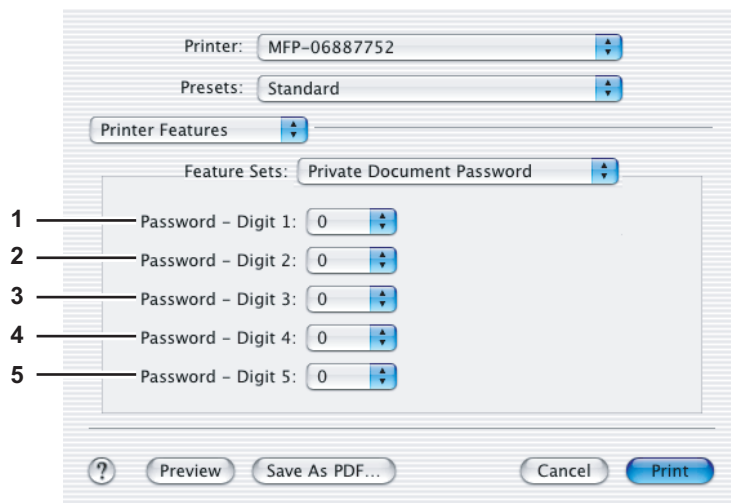 Printer: MFP-06887752
Presets: Standard
Printer Features
Feature Sets: Private Document Password
1 Password – Digit 1: 0
2 Password – Digit 2: 0
3 Password – Digit 3: 0
4 Password – Digit 4: 0
5 Password – Digit 5: 0
? Preview Save As PDF... Cancel Print